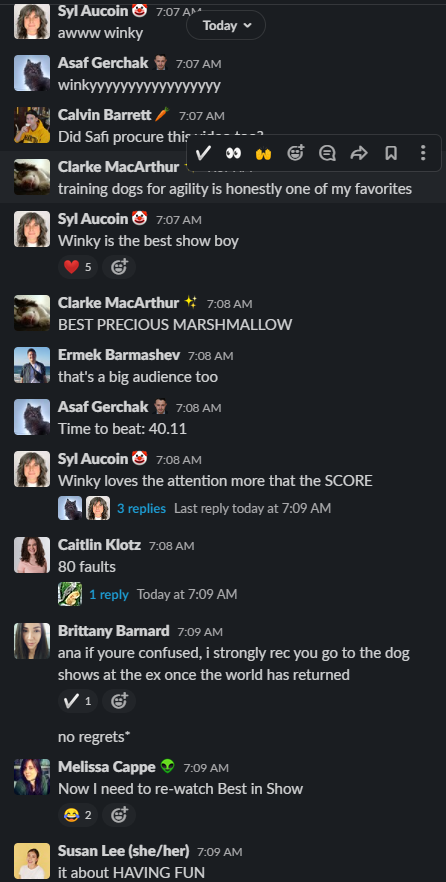 Syl Aucoin 7:07 AM
Today
awww winky
Asaf Gerchak 7:07 AM
winkyyyyyyyyyyyyyyyyy
Calvin Barrett 7:07 AM
Did Safi procure this video too?
Clarke MacArthur
training dogs for agility is honestly one of my favorites
Syl Aucoin 7:07 AM
Winky is the best show boy
5
Clarke MacArthur 7:08 AM
BEST PRECIOUS MARSHMALLOW
Ermek Barmashev 7:08 AM
that's a big audience too
Asaf Gerchak 7:08 AM
Time to beat: 40.11
Syl Aucoin 7:08 AM
Winky loves the attention more that the SCORE
3 replies Last reply today at 7:09 AM
Caitlin Klotz 7:08 AM
80 faults
1 reply Today at 7:09 AM
Brittany Barnard 7:09 AM
ana if youre confused, i strongly rec you go to the dog
shows at the ex once the world has returned
1
no regrets*
Melissa Cappe 7:09 AM
Now I need to re-watch Best in Show
2
Susan Lee (she/her) 7:09 AM
it about HAVING FUN